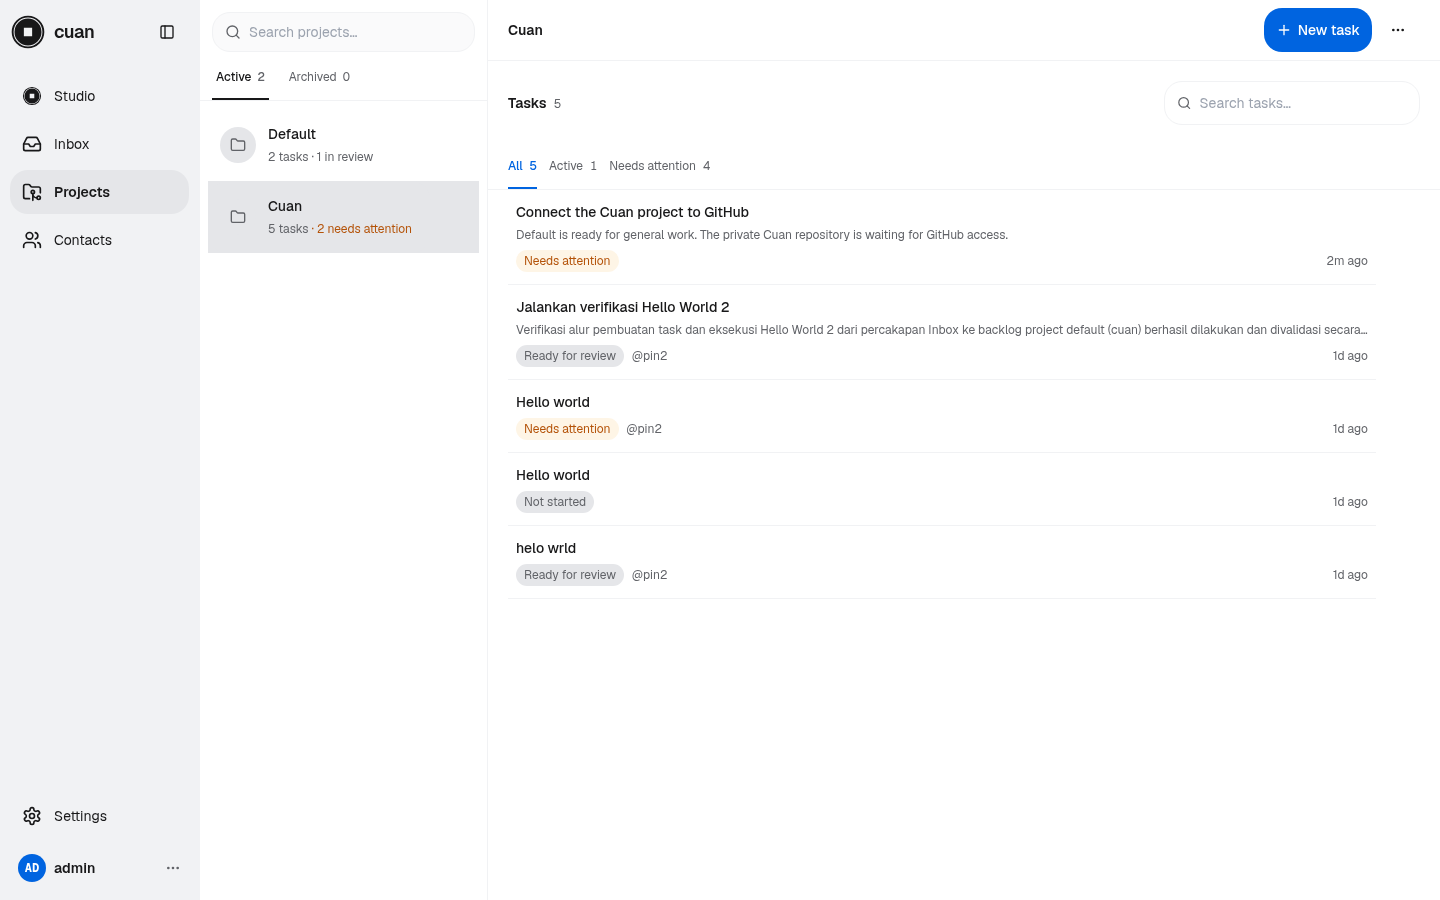 cuan
Studio
Inbox
Projects
Contacts
Settings
AD admin
Search projects...
Active 2 Archived 0
Default
2 tasks · 1 in review
Cuan
5 tasks · 2 needs attention
Cuan
New task
Tasks 5
Search tasks...
All 5 Active 1 Needs attention 4
Connect the Cuan project to GitHub
Default is ready for general work. The private Cuan repository is waiting for GitHub access.
Needs attention 2m ago
Jalankan verifikasi Hello World 2
Verifikasi alur pembuatan task dan eksekusi Hello World 2 dari percakapan Inbox ke backlog project default (cuan) berhasil dilakukan dan divalidasi secara...
Ready for review @pin2 1d ago
Hello world
Needs attention @pin2 1d ago
Hello world
Not started 1d ago
helo wrld
Ready for review @pin2 1d ago